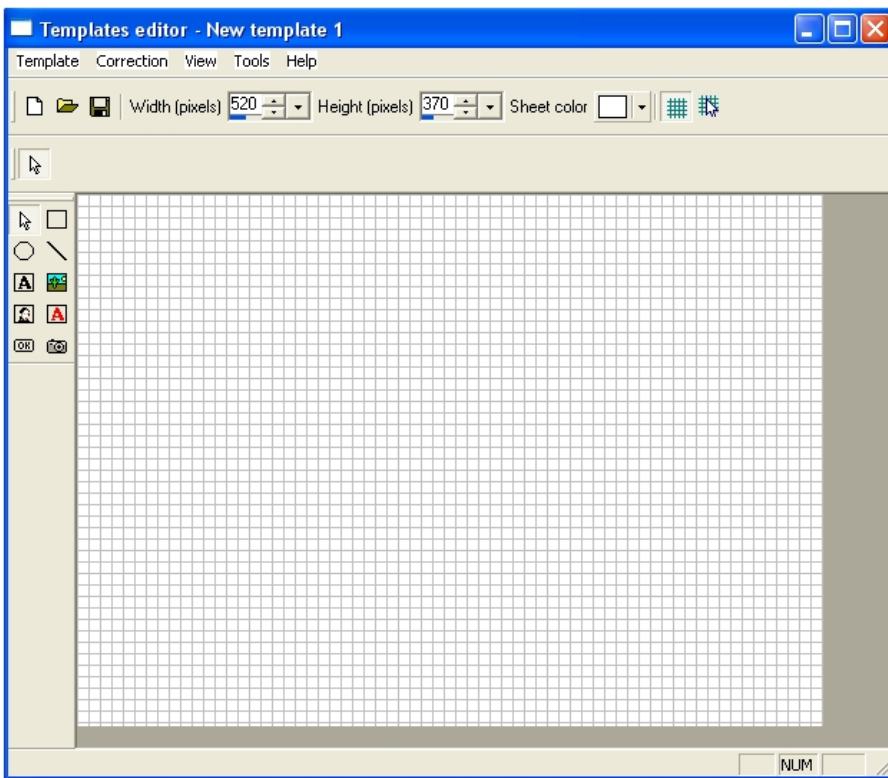 Templates editor - New template 1
Template Correction View Tools Help
Width (pixels) 520 Height (pixels) 370 Sheet color
A
A
OK
NUM